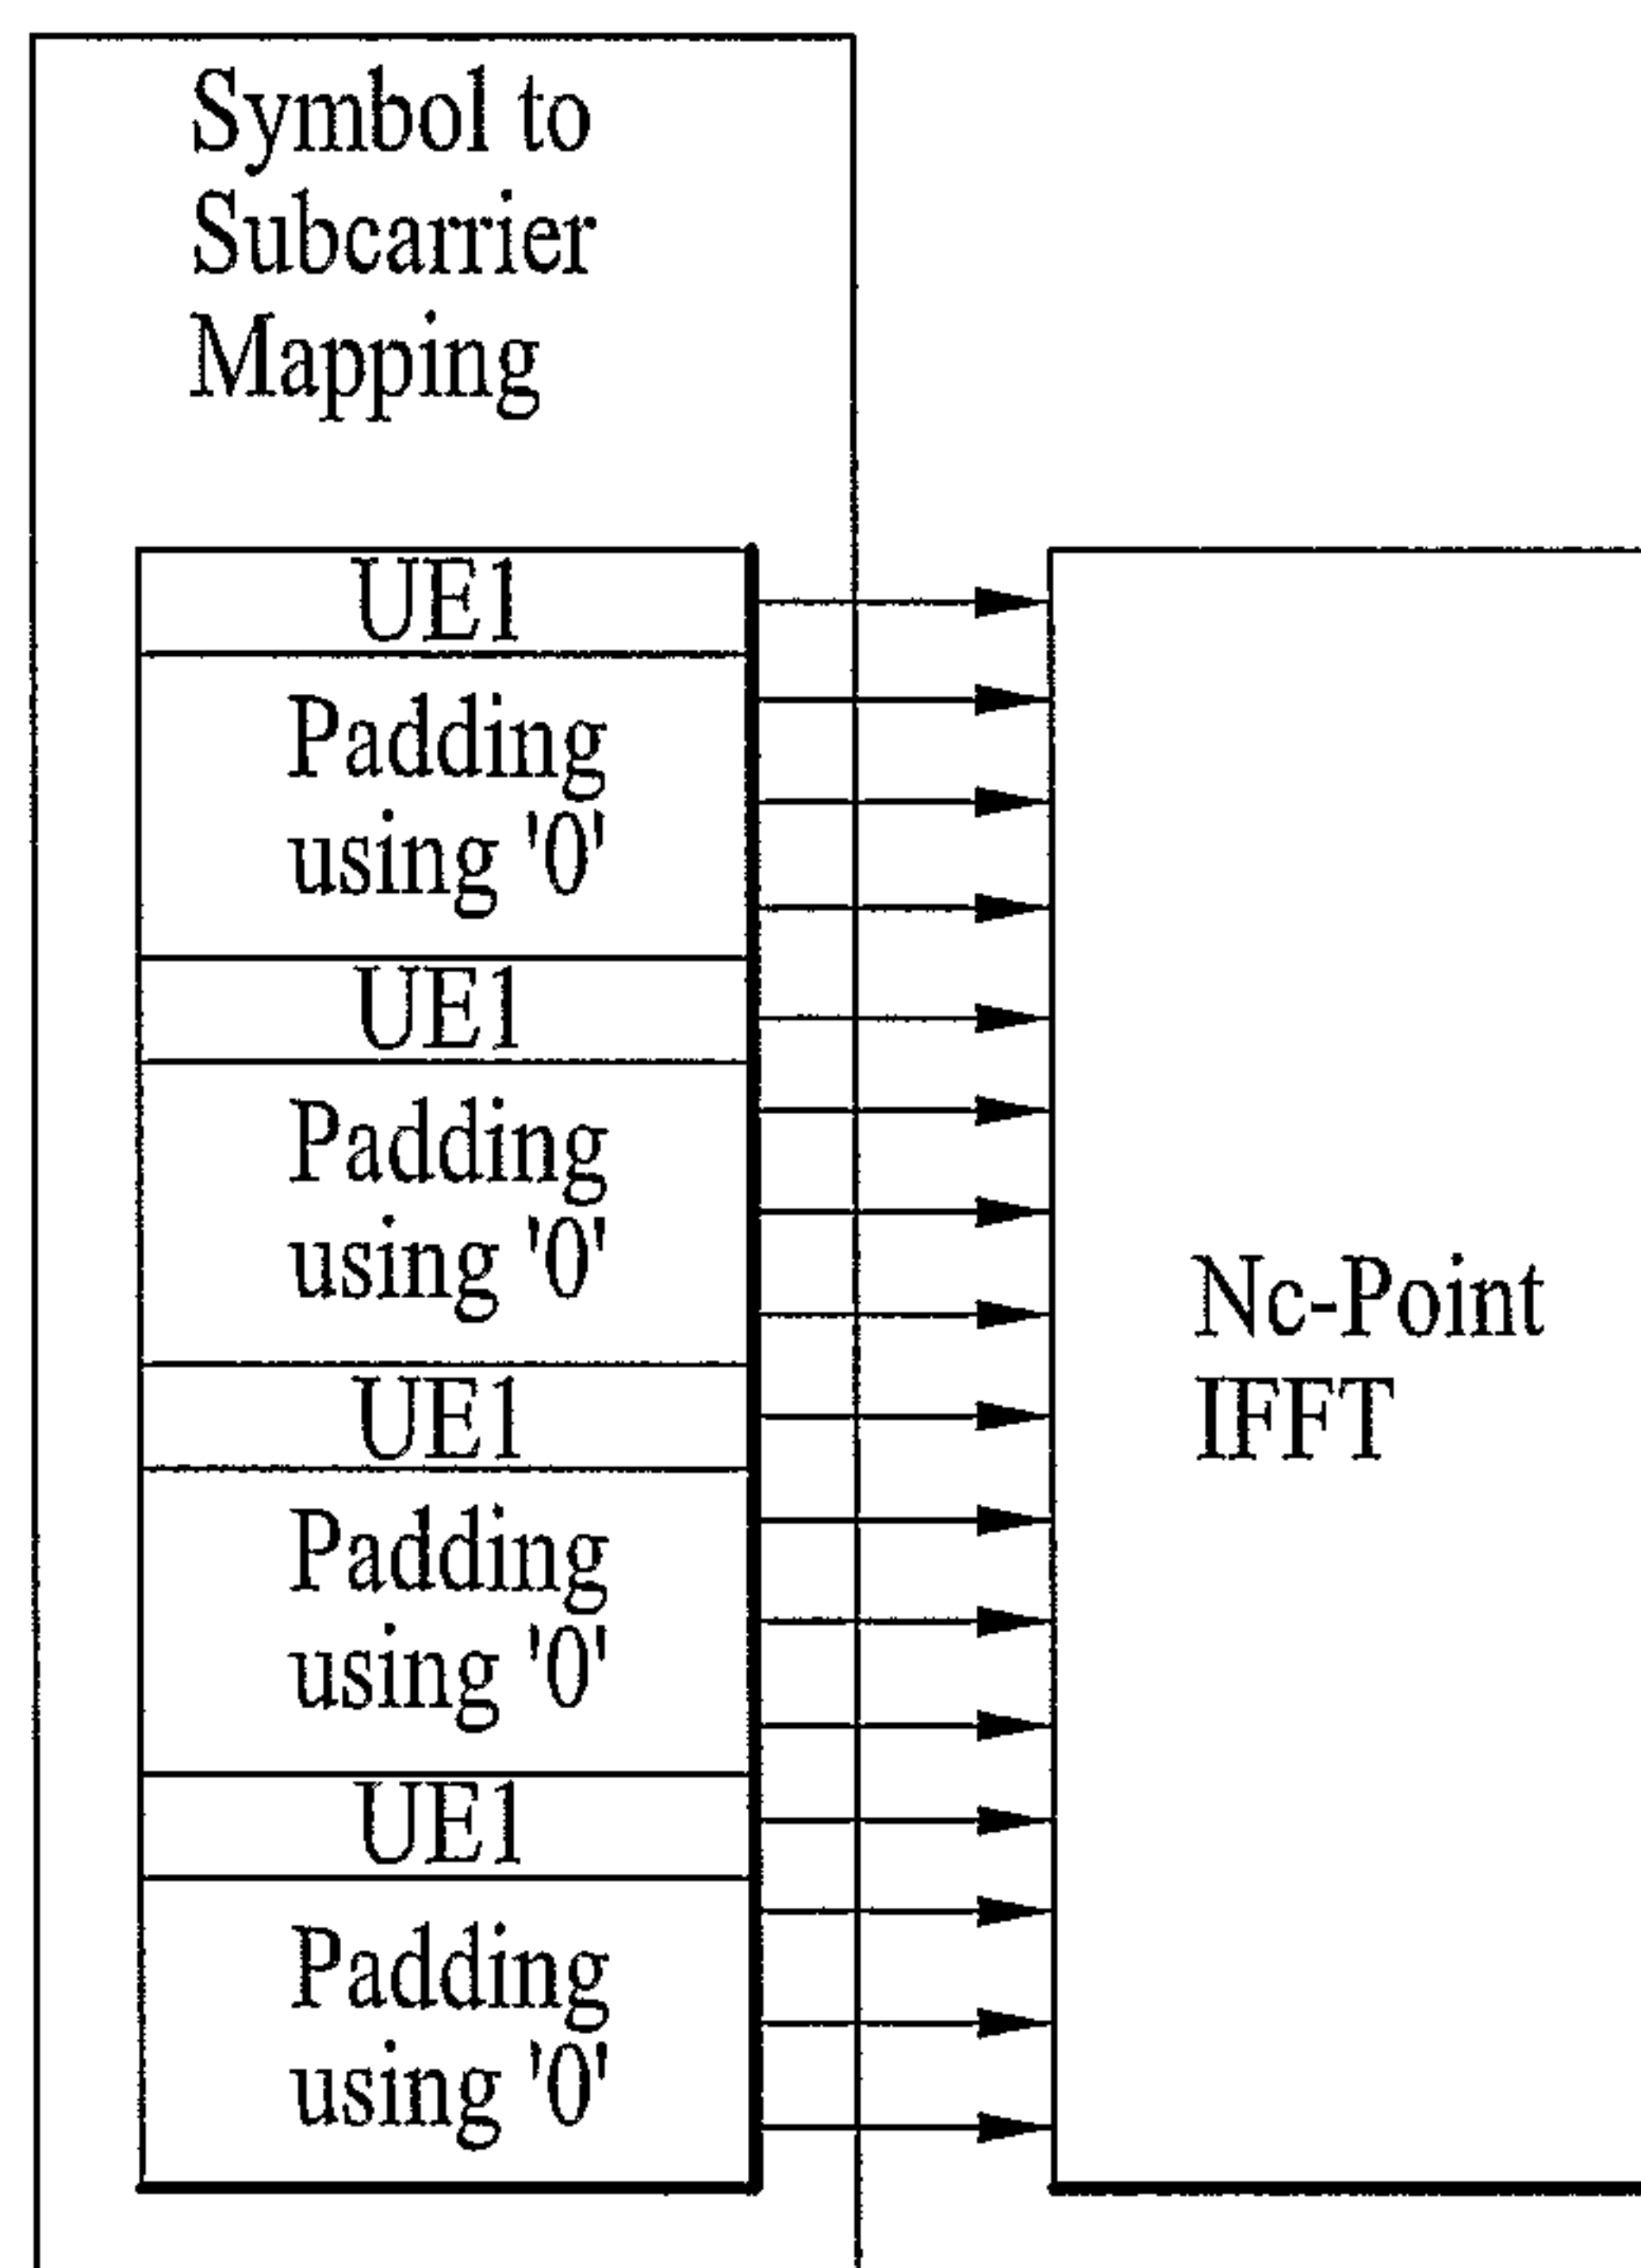 Symbol to
Subcarrier
Mapping
UE1
Padding
using '0'
UE1
Padding
using '0'
UE1
Padding
using '0'
UE1
Padding
using '0'
Nc-Point
IFFT